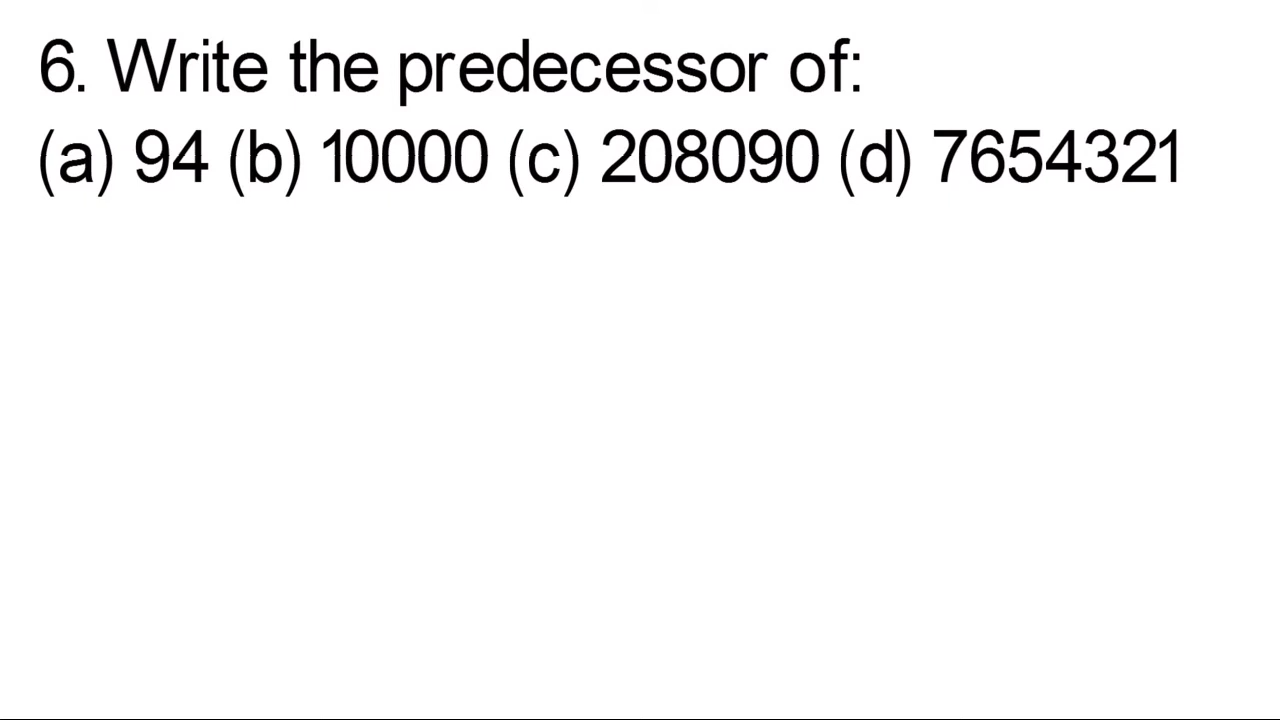 6. Write the predecessor of:
(a) 94 (b) 10000 (c) 208090 (d) 7654321